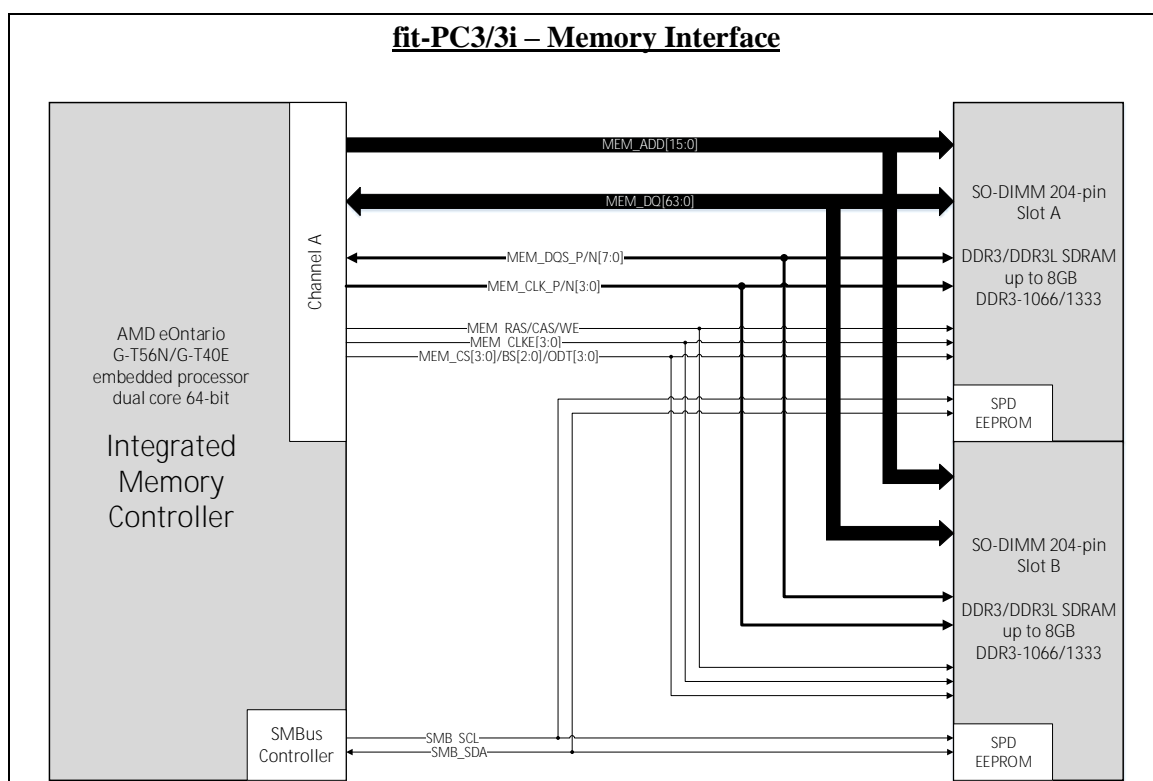 fit-PC3/3i – Memory Interface
MEM_ADD[15:0]
MEM_DQ[63:0]
MEM_DQS_P/N[7:0]
MEM_CLK_P/N[3:0]
MEM_RAS/CAS/WE
MEM_CLKE[3:0]
MEM_CS[3:0]/BS[2:0]/ODT[3:0]
Channel A
AMD eOntario
G-T56N/G-T40E
embedded processor
dual core 64-bit
Integrated
Memory
Controller
SMBus
Controller
SMB_SCL
SMB_SDA
SO-DIMM 204-pin
Slot A
DDR3/DDR3L SDRAM
up to 8GB
DDR3-1066/1333
SPD
EEPROM
SO-DIMM 204-pin
Slot B
DDR3/DDR3L SDRAM
up to 8GB
DDR3-1066/1333
SPD
EEPROM